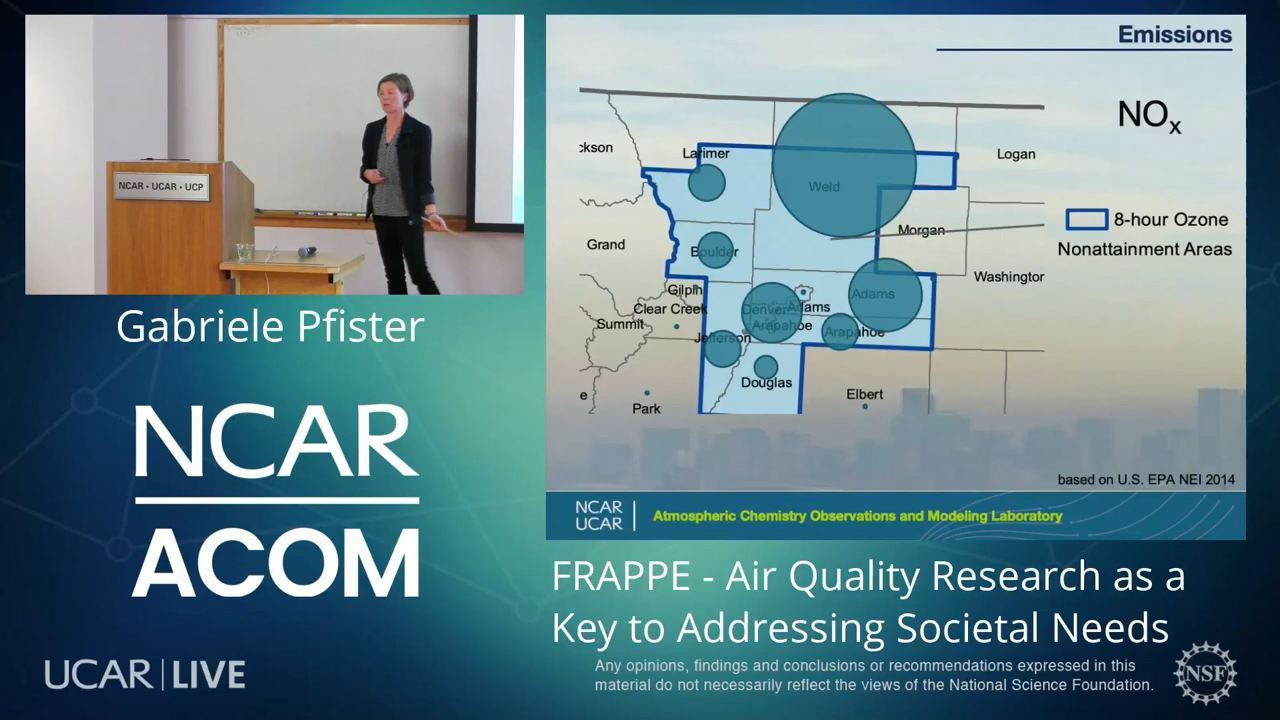 NCAR • UCAR • UCP
Gabriele Pfister
NCAR
ACOM
UCAR | LIVE
Emissions
NOx
ckson
Larimer
Logan
Weld
8-hour Ozone
Nonattainment Areas
Morgan
Grand
Boulder
Washingtor
Gilpin
Adams
Clear Creek
Denver
Adams
Summit
Arapahoe
Arapahoe
Jefferson
Douglas
e
Elbert
Park
based on U.S. EPA NEI 2014
NCAR
UCAR
Atmospheric Chemistry Observations and Modeling Laboratory
FRAPPE - Air Quality Research as a
Key to Addressing Societal Needs
Any opinions, findings and conclusions or recommendations expressed in this
material do not necessarily reflect the views of the National Science Foundation.
NSF